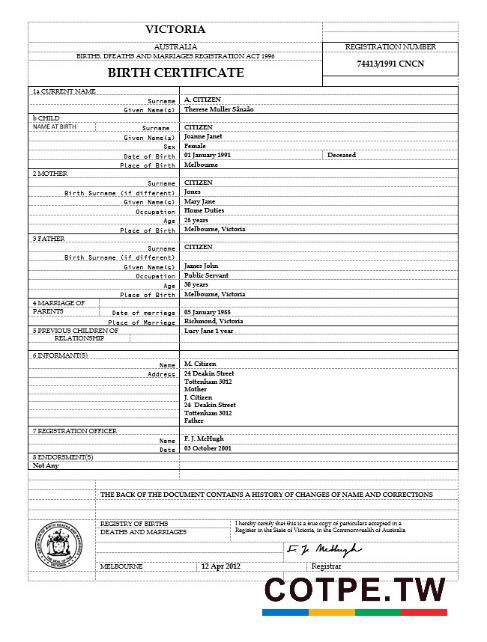 VICTORIA
AUSTRALIA
REGISTRATION NUMBER
BIRTHS, DFEATHS AND MARRIAGES REGISTRATION ACT 1996
74413/1991 CNCN
BIRTH CERTIFICATE
1a CURRENT NAME
Surname A. CITIZEN
Given Name(s) Therese Muller Sånão
b CHILD
NAME AT BIRTH Surname CITIZEN
Given Name(s) Joanne Janet
Sex Female
Date of Birth 01 January 1991 Deceased
Place of Birth Melbourne
2 MOTHER
Surname CITIZEN
Birth Surname (if different) Jones
Given Name(s) Mary Jane
Occupation Home Duties
Age 28 years
Place of Birth Melbourne, Victoria
3 FATHER
Surname CITIZEN
Birth Surname (if different)
Given Name(s) James John
Occupation Public Servant
Age 30 years
Place of Birth Melbourne, Victoria
4 MARRIAGE OF
PARENTS Date of marriage 05 January 1988
Place of Marriage Richmond, Victoria
5 PREVIOUS CHILDREN OF Lucy Jane 1 year
RELATIONSHIP
6 INFORMANT(S)
Name M. Citizen
Address 24 Deakin Street
Tottenham 3012
Mother
J. Citizen
24 Deakin Street
Tottenham 3012
Father
7 REGISTRATION OFFICER
Name F. J. McHugh
Date 03 October 2001
8 ENDORSMENT(S)
Not Any
THE BACK OF THE DOCUMENT CONTAINS A HISTORY OF CHANGES OF NAME AND CORRECTIONS
REGISTRY OF BIRTHS
DEATHS AND MARRIAGES
I hereby certify that this is a true copy of particulars accepted in a
Register in the State of Victoria, in the Commonwealth of Australia
F. J. McHugh
MELBOURNE 12 Apr 2012 Registrar
COTPE.TW